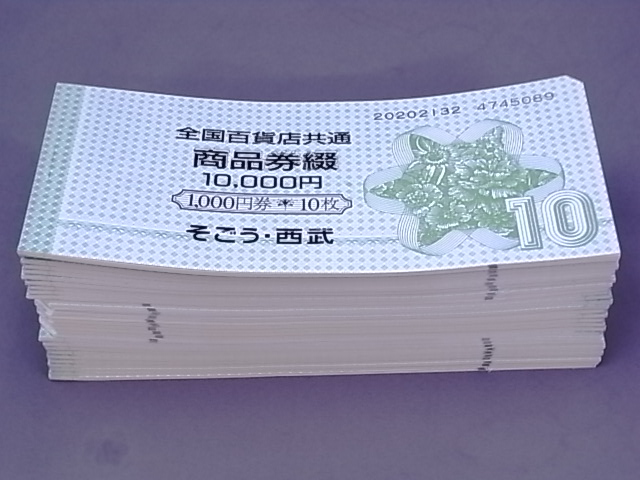 20202132 4745089
全国百貨店共通
商品券綴
10,000円
1,000円券＊10枚
そごう・西武
10